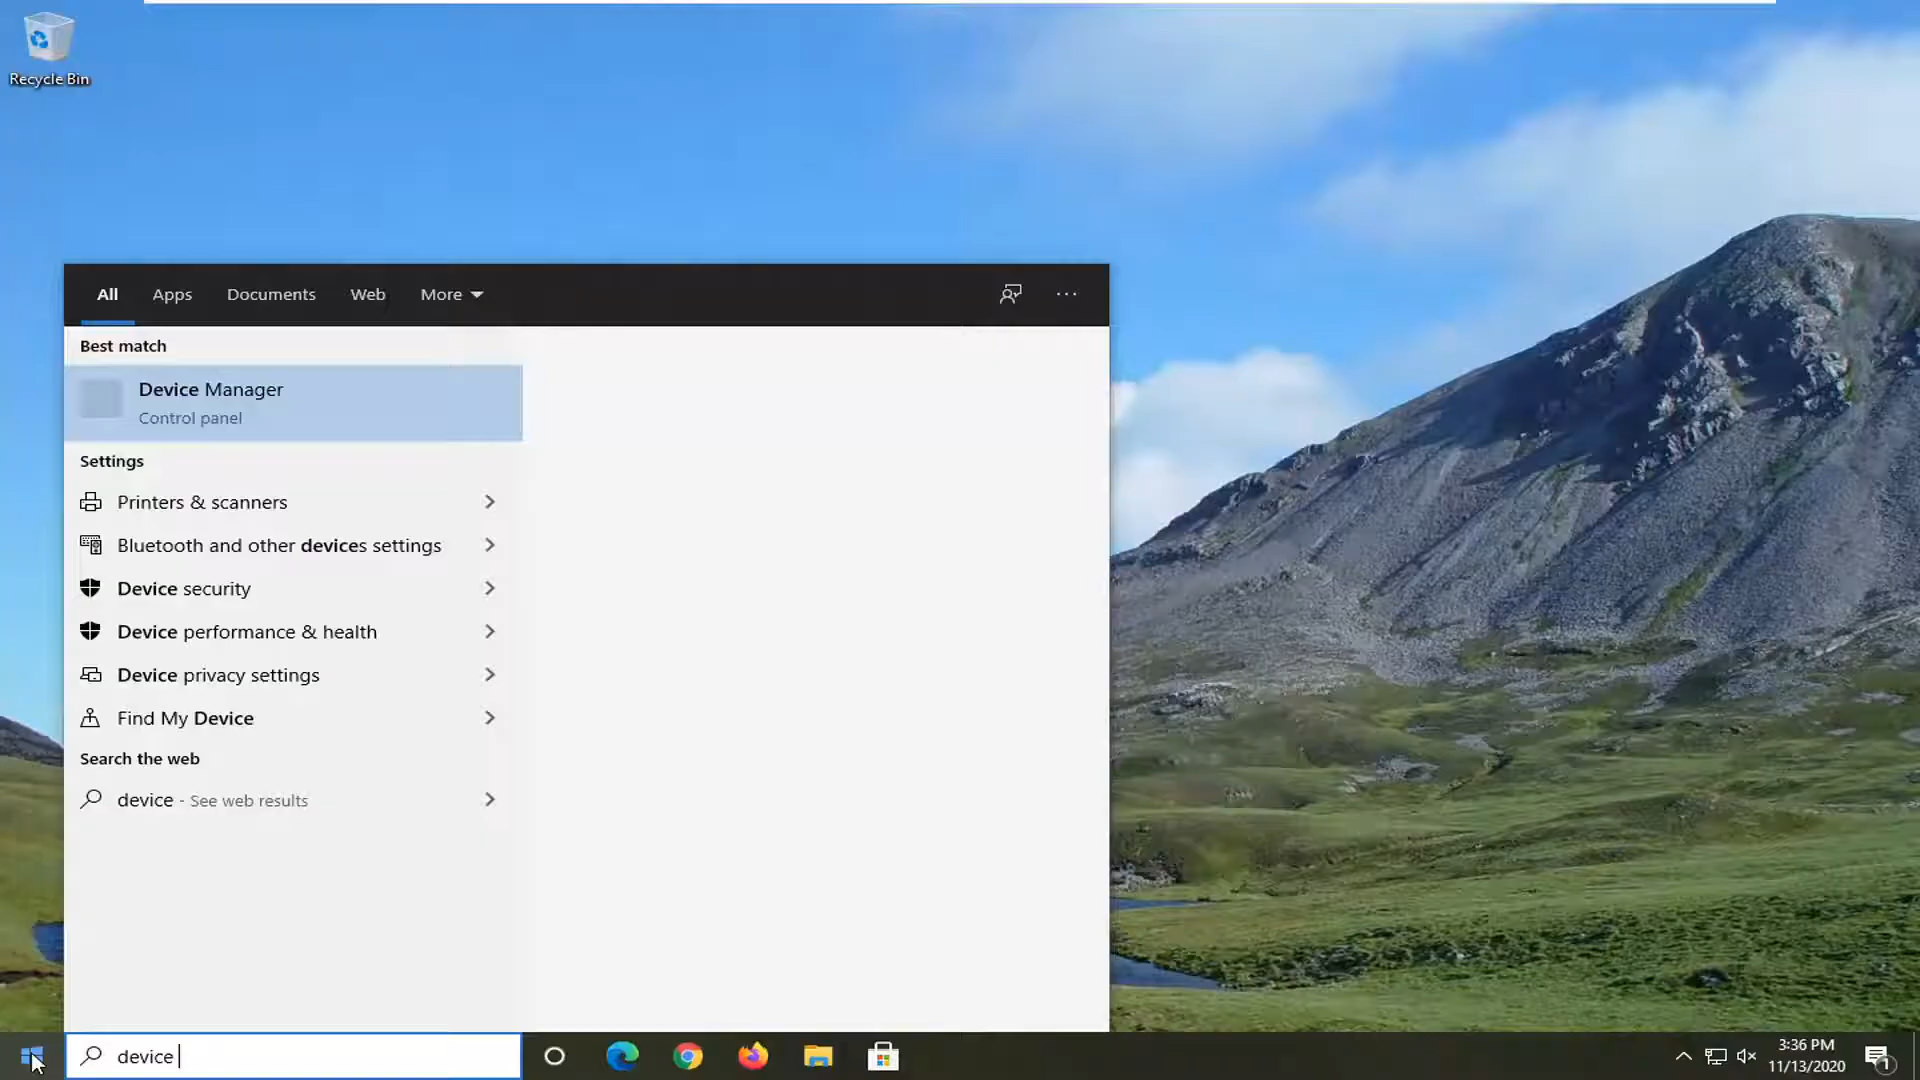 Recycle Bin
All Apps Documents Web More
Best match
Device Manager
Control panel
Settings
Printers & scanners
Bluetooth and other devices settings
Device security
Device performance & health
Device privacy settings
Find My Device
Search the web
device - See web results
device
3:36 PM
11/13/2020
1